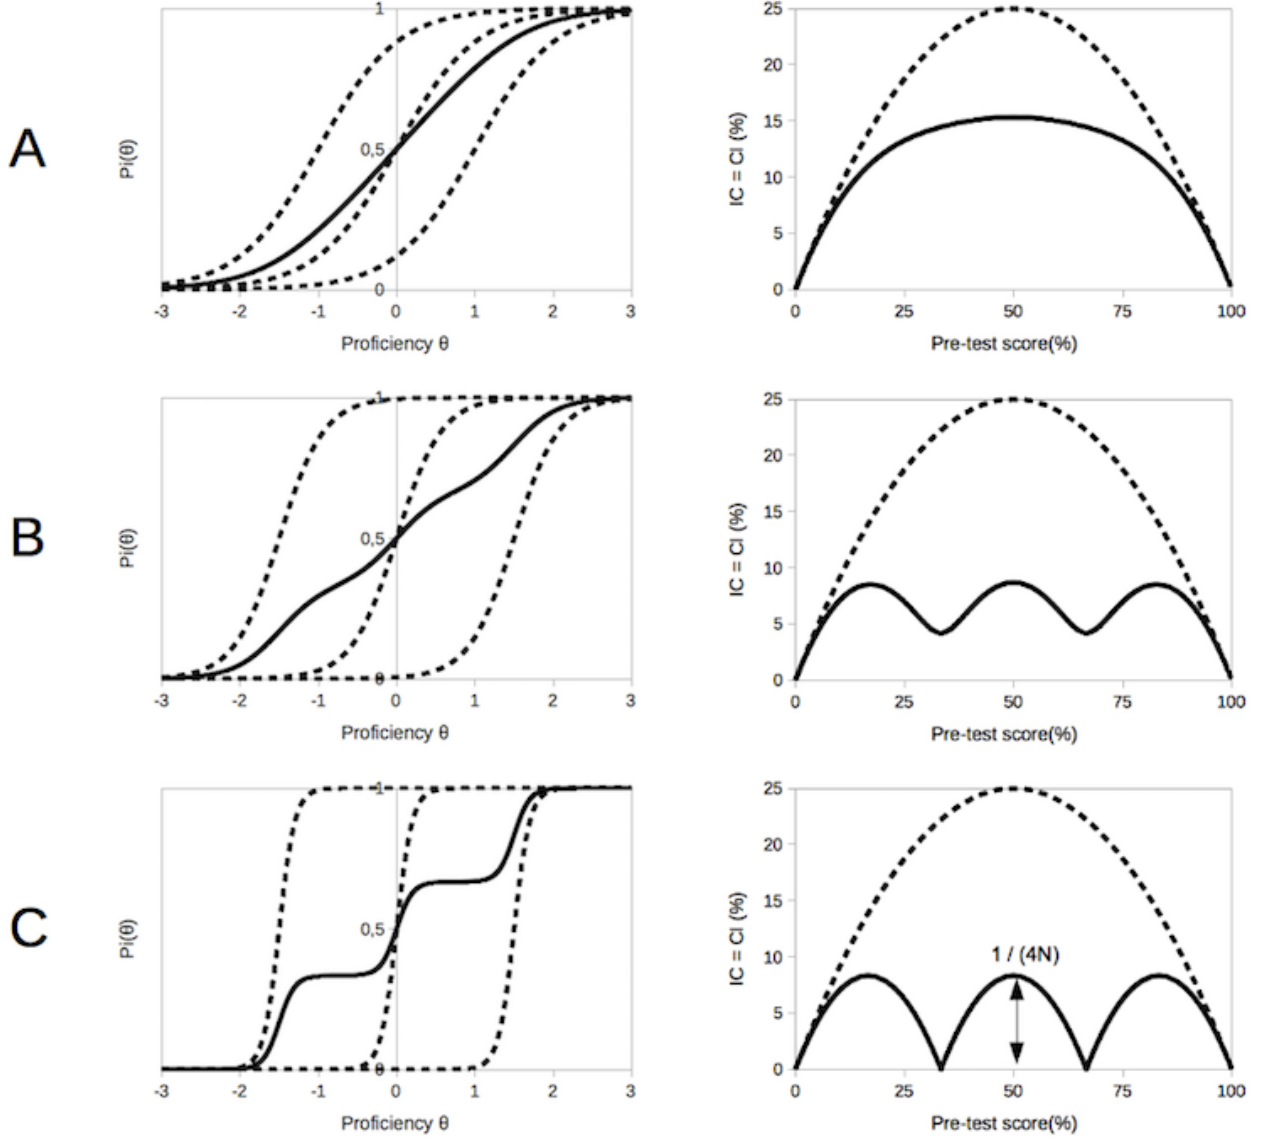 A
Pi(θ)
1
0,5
0
-3 -2 -1 0 1 2 3
Proficiency θ
IC = CI (%)
25
20
15
10
5
0
0 25 50 75 100
Pre-test score(%)
B
Pi(θ)
1
0,5
0
-3 -2 -1 0 1 2 3
Proficiency θ
IC = CI (%)
25
20
15
10
5
0
0 25 50 75 100
Pre-test score(%)
C
Pi(θ)
1
0,5
0
-3 -2 -1 0 1 2 3
Proficiency θ
IC = CI (%)
25
20
15
10
5
0
1 / (4N)
0 25 50 75 100
Pre-test score(%)